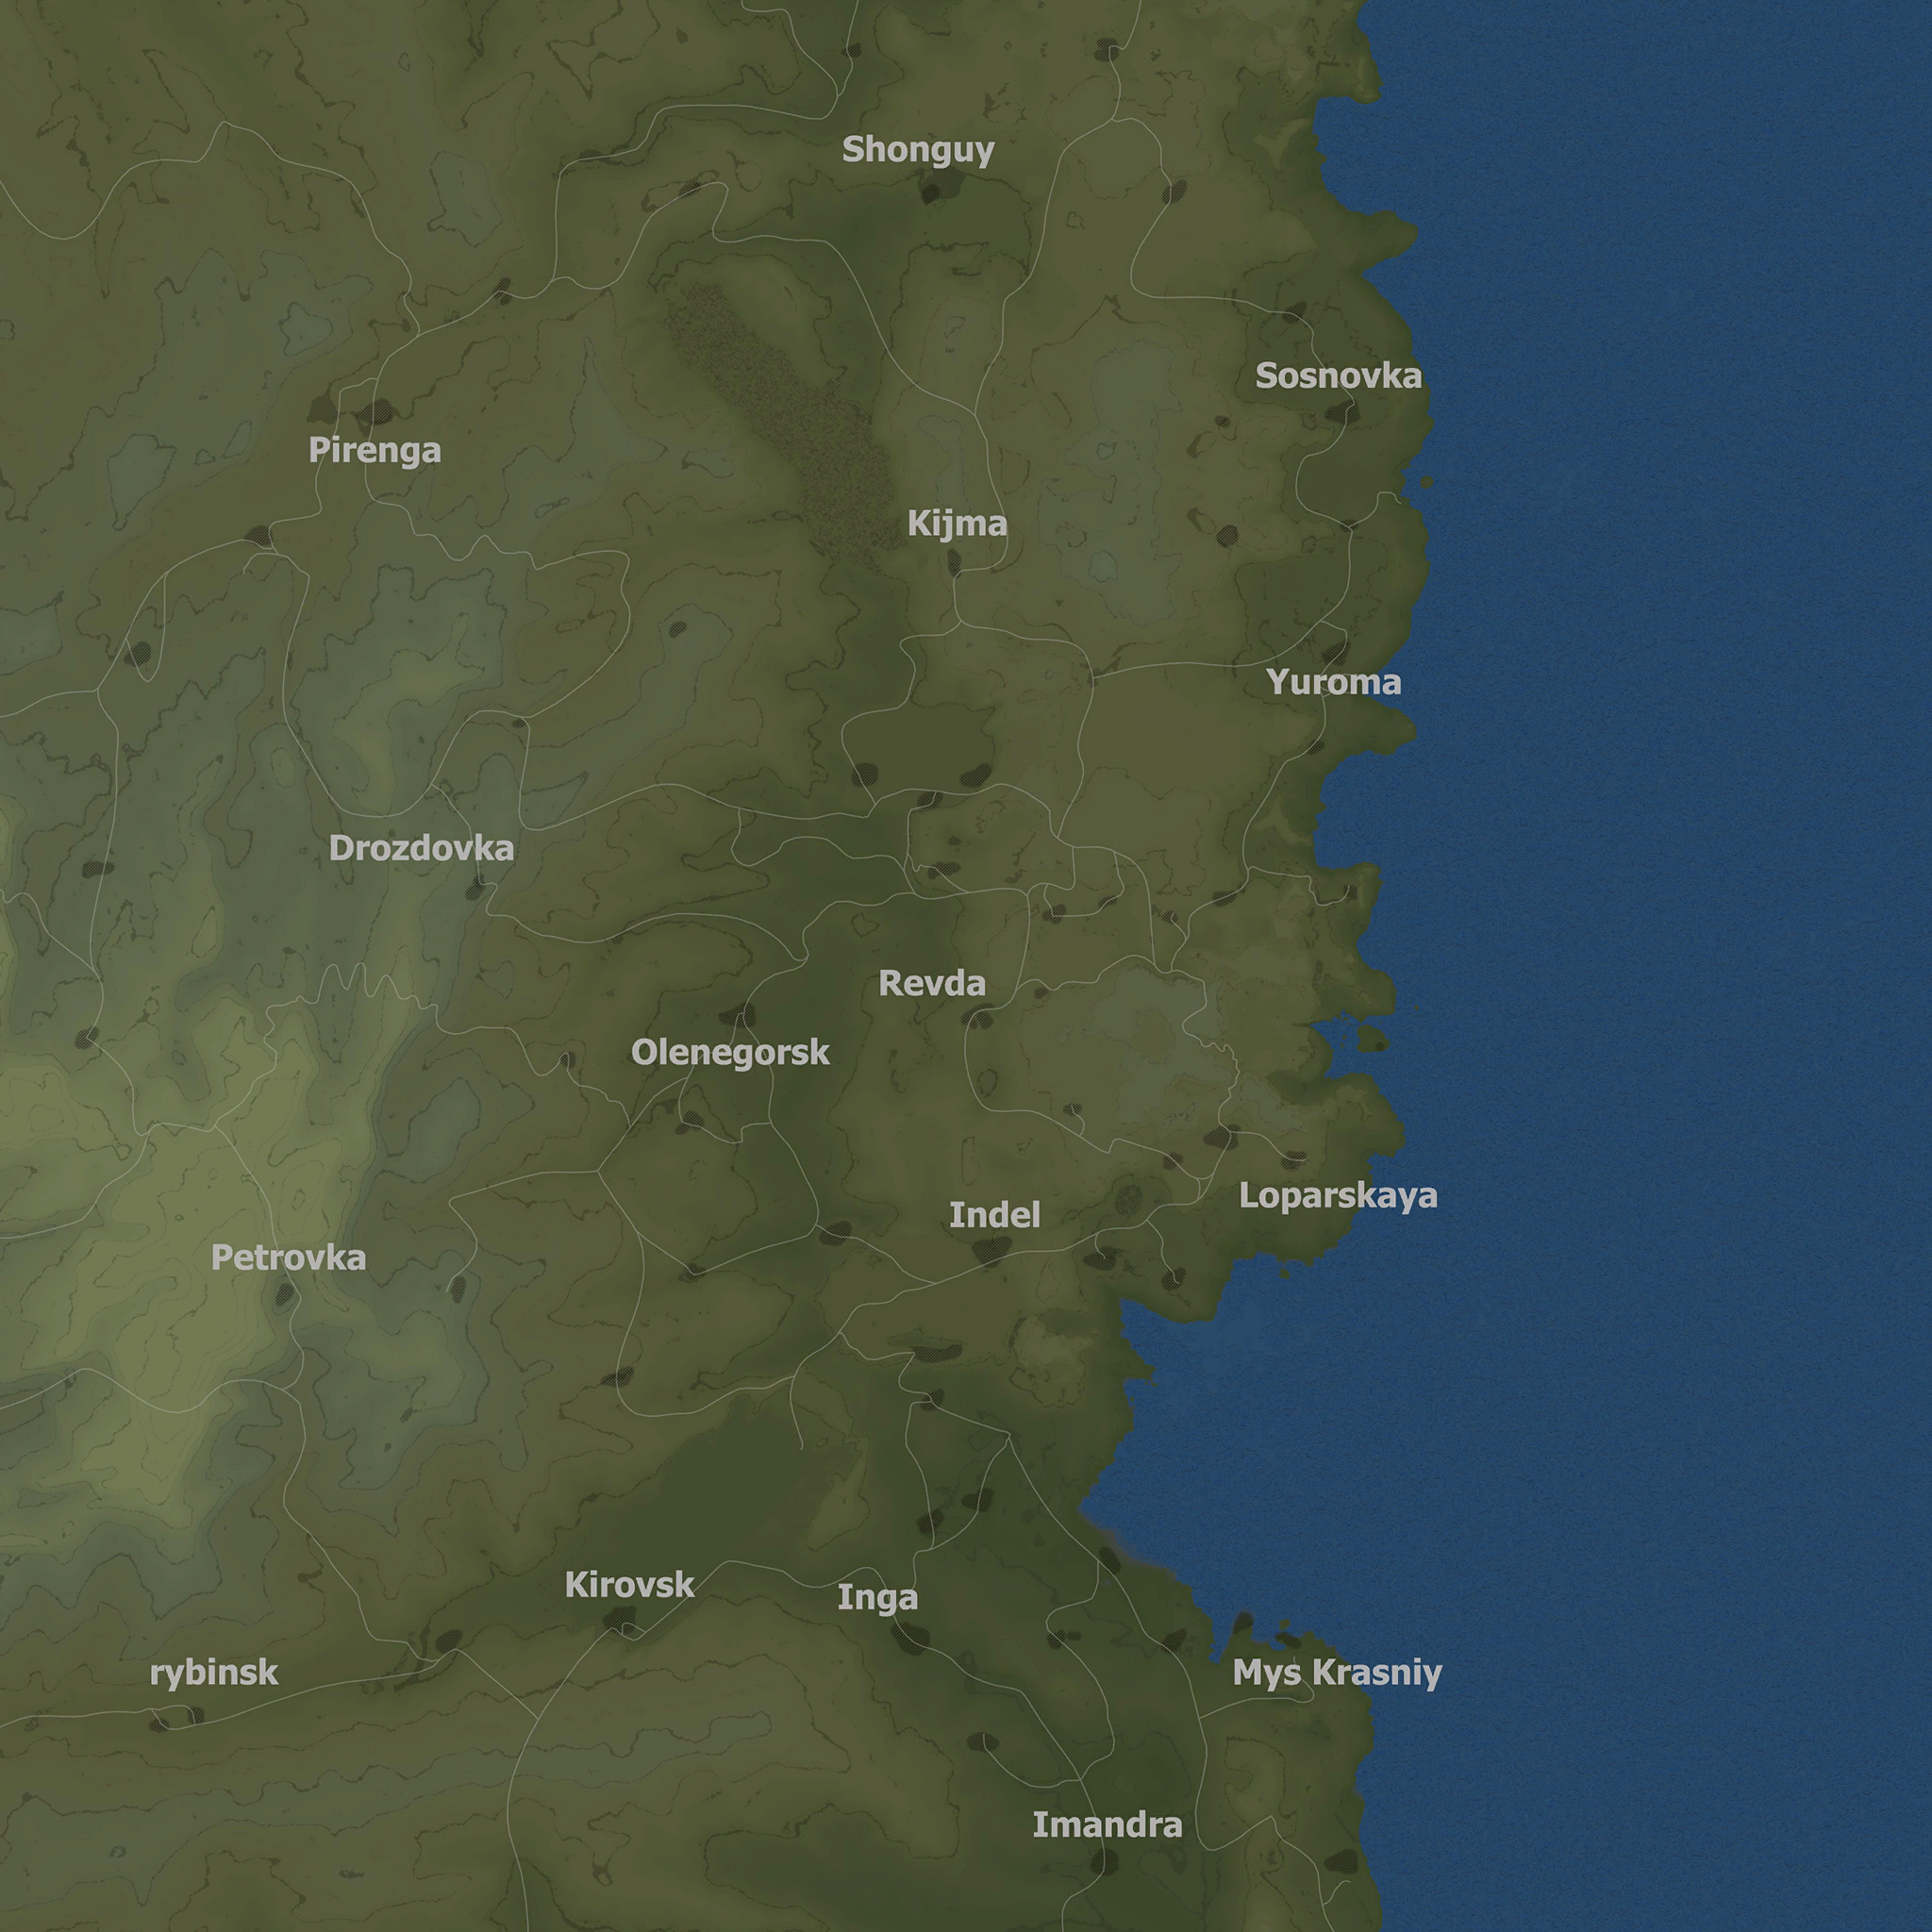 Shonguy
Sosnovka
Pirenga
Kijma
Yuroma
Drozdovka
Revda
Olenegorsk
Loparskaya
Indel
Petrovka
Kirovsk
Inga
rybinsk
Mys Krasniy
Imandra